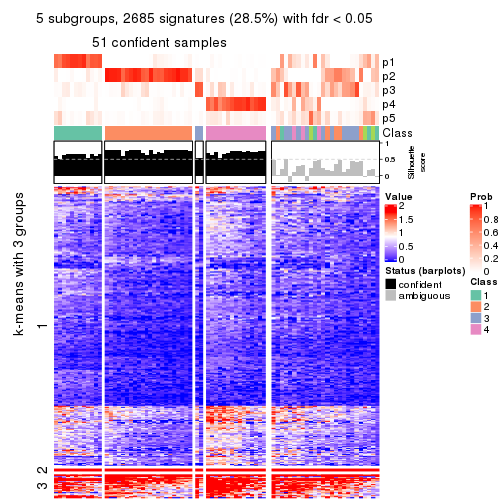 5 subgroups, 2685 signatures (28.5%) with fdr < 0.05
51 confident samples
p1
p2
p3
p4
p5
Class
1
0.5
0
Silhouette
score
k-means with 3 groups
1
2
3
Value
2
1.5
1
0.5
0
Status (barplots)
confident
ambiguous
Prob
1
0.8
0.6
0.4
0.2
0
Class
1
2
3
4